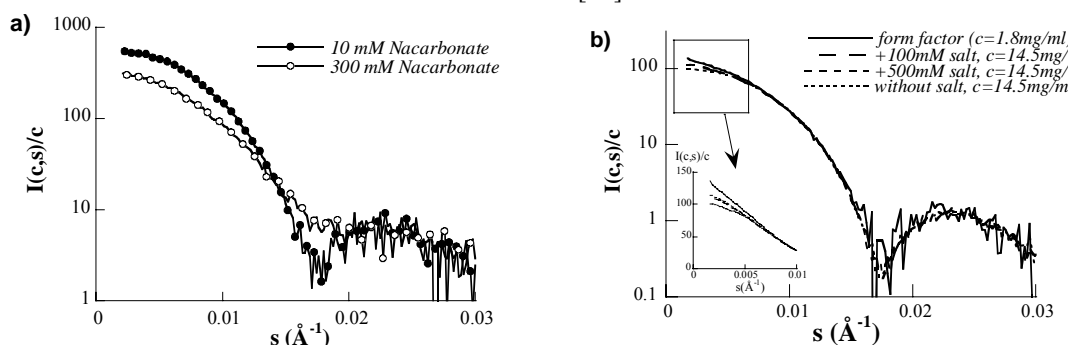 a)
1000
100
10
1
I(c,s)/c
10 mM Nacarbonate
300 mM Nacarbonate
0
0.01
0.02
0.03
s (Å-1)
b)
100
10
1
0.1
I(c,s)/c
form factor (c=1.8mg/ml)
+100mM salt, c=14.5mg/
+500mM salt, c=14.5mg/
without salt, c=14.5mg/m
I(c,s)/c
150
100
50
0
0.005
0.01
s(Å-1)
0
0.01
0.02
0.03
s (Å-1)